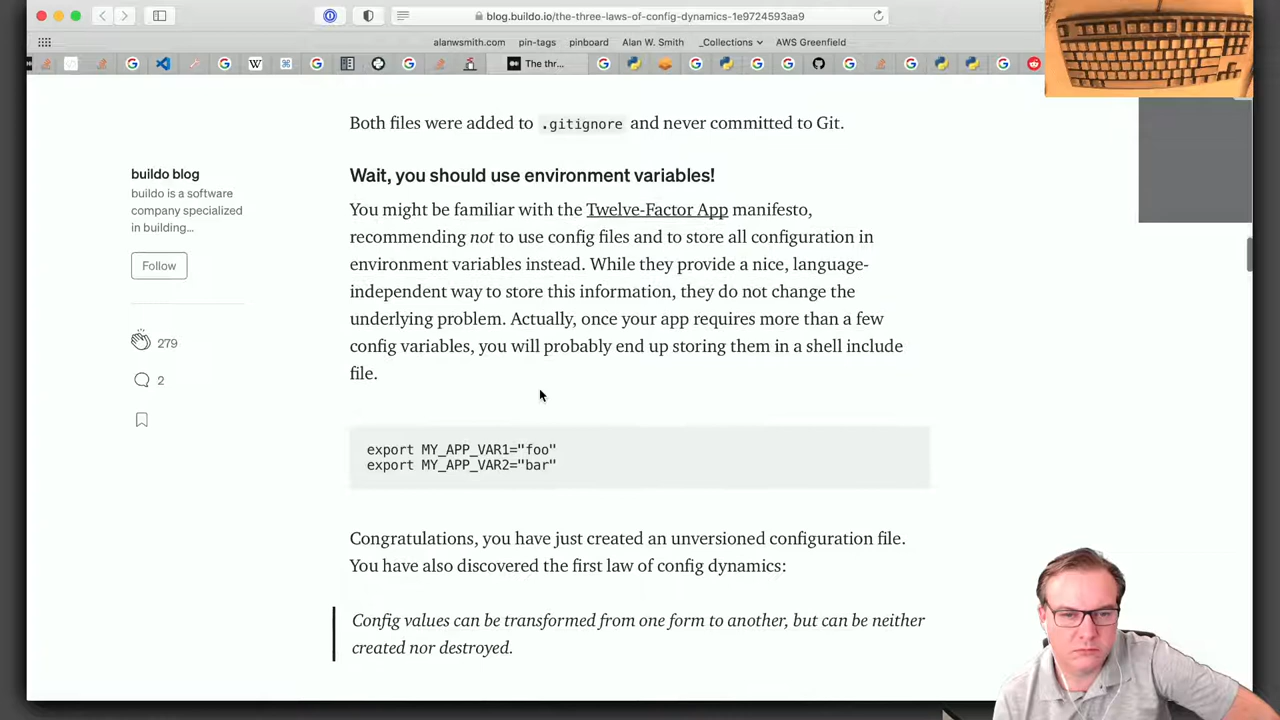 blog.buildo.io/the-three-laws-of-config-dynamics-1e9724593aa9
alanwsmith.com pin-tags pinboard Alan W. Smith _Collections AWS Greenfield
The thr...
Both files were added to .gitignore and never committed to Git.
buildo blog
buildo is a software
company specialized
in building...
Follow
279
2
Wait, you should use environment variables!
You might be familiar with the Twelve-Factor App manifesto,
recommending not to use config files and to store all configuration in
environment variables instead. While they provide a nice, language-
independent way to store this information, they do not change the
underlying problem. Actually, once your app requires more than a few
config variables, you will probably end up storing them in a shell include
file.
export MY_APP_VAR1="foo"
export MY_APP_VAR2="bar"
Congratulations, you have just created an unversioned configuration file.
You have also discovered the first law of config dynamics:
Config values can be transformed from one form to another, but can be neither
created nor destroyed.